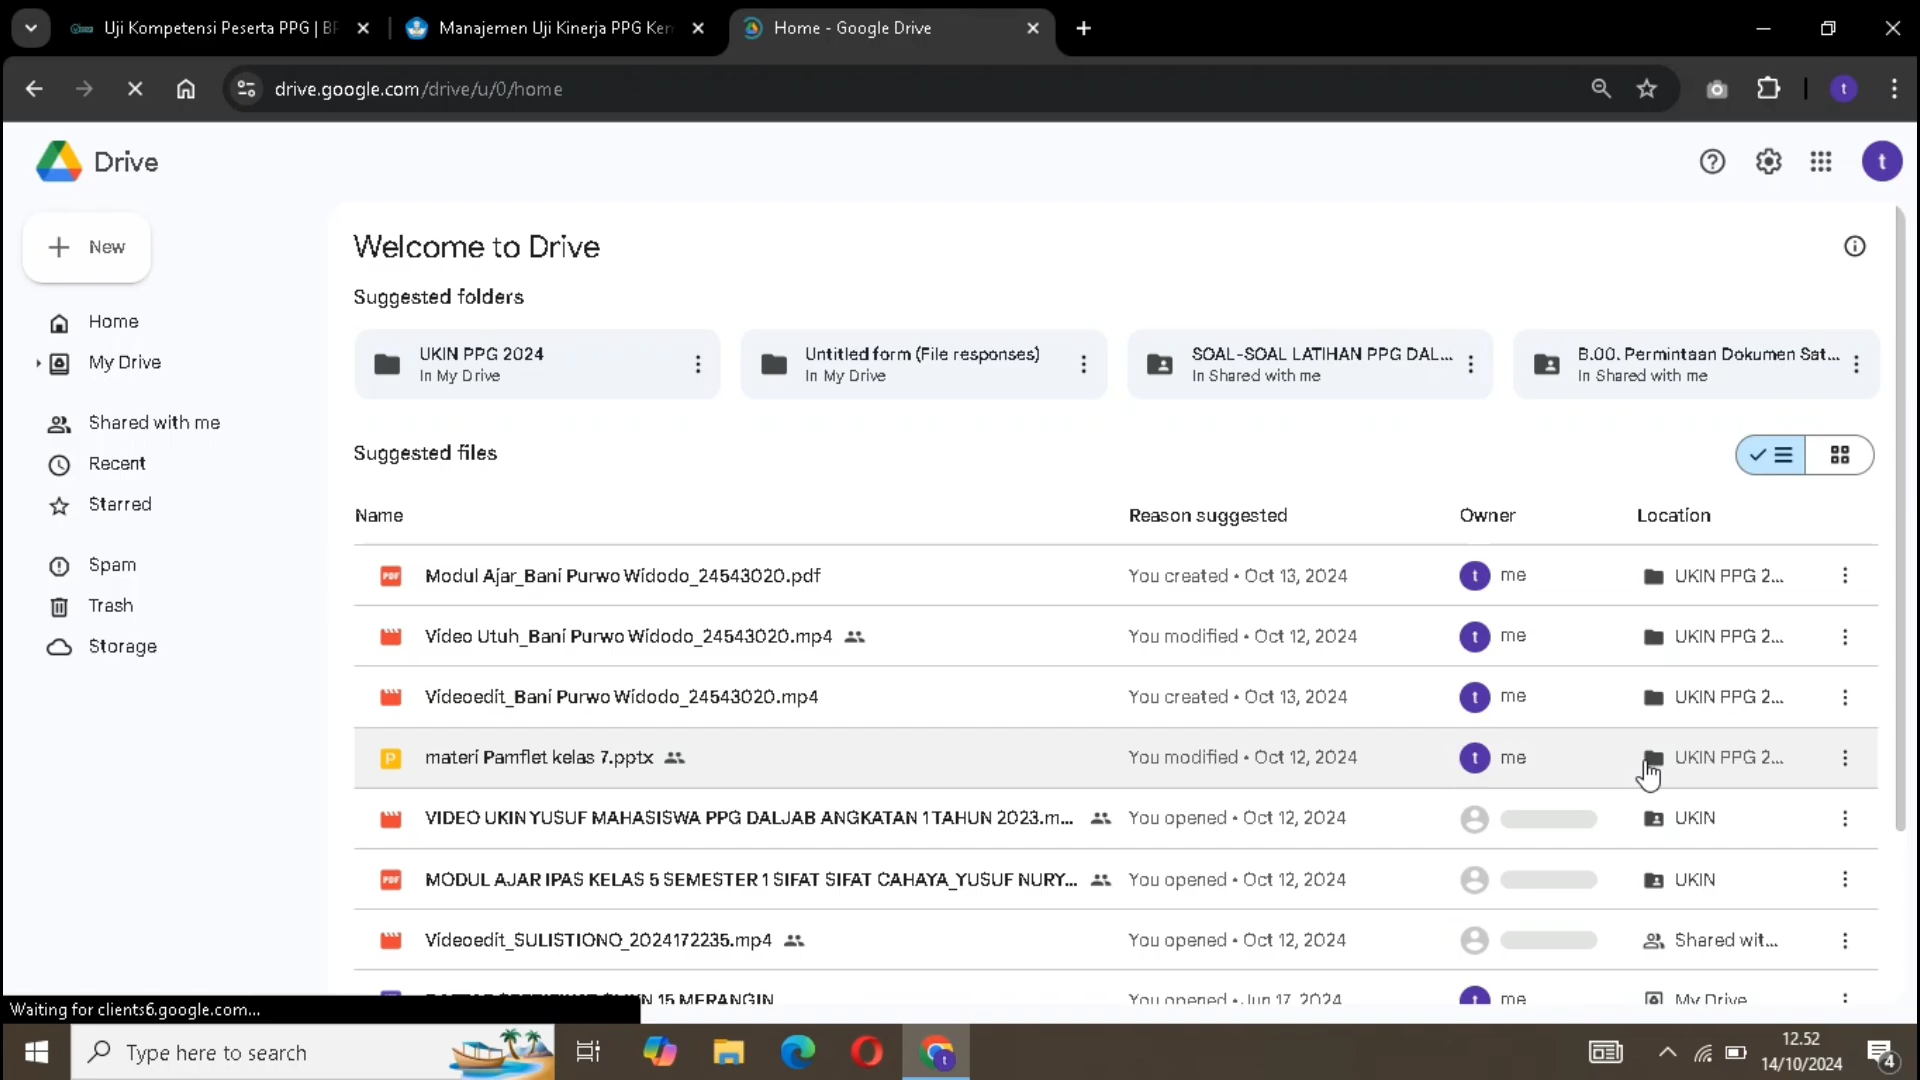 Uji Kompetensi Peserta PPG | BP
Manajemen Uji Kinerja PPG Kem
Home - Google Drive
drive.google.com/drive/u/0/home
t
Drive
t
New
Welcome to Drive
Suggested folders
Home
My Drive
Shared with me
Recent
Starred
Spam
Trash
Storage
UKIN PPG 2024
In My Drive
Untitled form (File responses)
In My Drive
SOAL-SOAL LATIHAN PPG DAL...
In Shared with me
B.00. Permintaan Dokumen Sat...
In Shared with me
Suggested files
Name Reason suggested Owner Location
PDF Modul Ajar_Bani Purwo Widodo_24543020.pdf You created • Oct 13, 2024 t me UKIN PPG 2...
Video Utuh_Bani Purwo Widodo_24543020.mp4 You modified • Oct 12, 2024 t me UKIN PPG 2...
Videoedit_Bani Purwo Widodo_24543020.mp4 You created • Oct 13, 2024 t me UKIN PPG 2...
P materi Pamflet kelas 7.pptx You modified • Oct 12, 2024 t me UKIN PPG 2...
VIDEO UKIN YUSUF MAHASISWA PPG DALJAB ANGKATAN 1 TAHUN 2023.m... You opened • Oct 12, 2024 UKIN
PDF MODUL AJAR IPAS KELAS 5 SEMESTER 1 SIFAT SIFAT CAHAYA_YUSUF NURY... You opened • Oct 12, 2024 UKIN
Videoedit_SULISTIONO_2024172235.mp4 You opened • Oct 12, 2024 Shared wit...
15 MERANGIN You opened • Jun 17, 2024 t me My Drive
Waiting for clients6.google.com...
Type here to search
t
12.52
14/10/2024
4